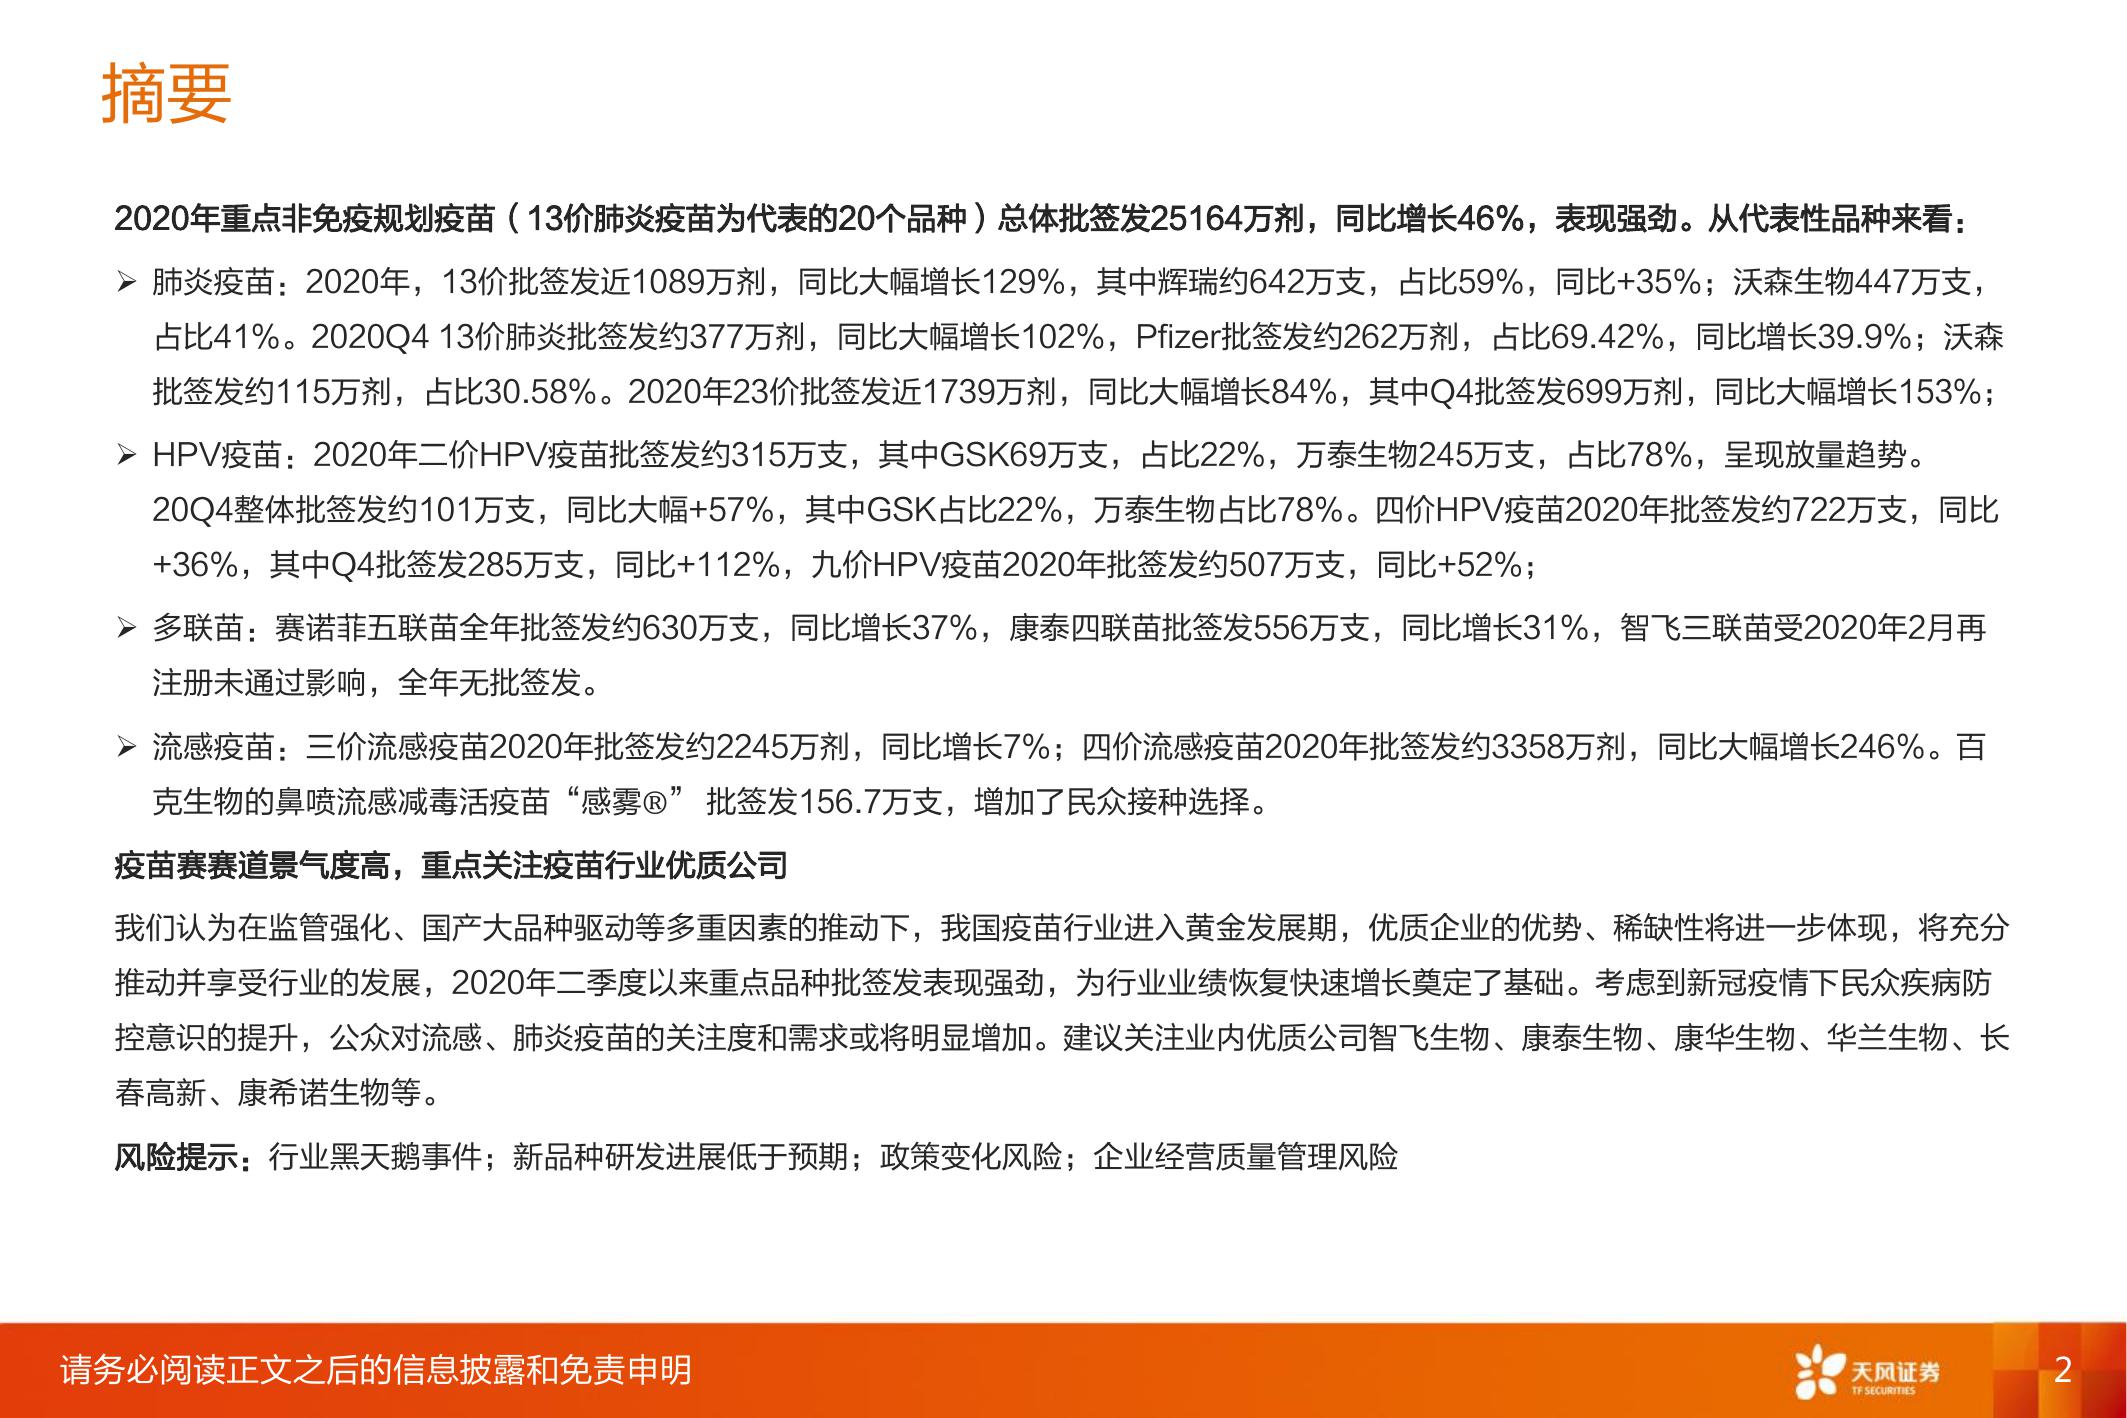 摘要
2020年重点非免疫规划疫苗（13价肺炎疫苗为代表的20个品种）总体批签发25164万剂，同比增长46%，表现强劲。从代表性品种来看：
➢ 肺炎疫苗：2020年，13价批签发近1089万剂，同比大幅增长129%，其中辉瑞约642万支，占比59%，同比+35%；沃森生物447万支，
占比41%。2020Q4 13价肺炎批签发约377万剂，同比大幅增长102%，Pfizer批签发约262万剂，占比69.42%，同比增长39.9%；沃森
批签发约115万剂，占比30.58%。2020年23价批签发近1739万剂，同比大幅增长84%，其中Q4批签发699万剂，同比大幅增长153%；
➢ HPV疫苗：2020年二价HPV疫苗批签发约315万支，其中GSK69万支，占比22%，万泰生物245万支，占比78%，呈现放量趋势。
20Q4整体批签发约101万支，同比大幅+57%，其中GSK占比22%，万泰生物占比78%。四价HPV疫苗2020年批签发约722万支，同比
+36%，其中Q4批签发285万支，同比+112%，九价HPV疫苗2020年批签发约507万支，同比+52%；
➢ 多联苗：赛诺菲五联苗全年批签发约630万支，同比增长37%，康泰四联苗批签发556万支，同比增长31%，智飞三联苗受2020年2月再
注册未通过影响，全年无批签发。
➢ 流感疫苗：三价流感疫苗2020年批签发约2245万剂，同比增长7%；四价流感疫苗2020年批签发约3358万剂，同比大幅增长246%。百
克生物的鼻喷流感减毒活疫苗“感雾®” 批签发156.7万支，增加了民众接种选择。
疫苗赛赛道景气度高，重点关注疫苗行业优质公司
我们认为在监管强化、国产大品种驱动等多重因素的推动下，我国疫苗行业进入黄金发展期，优质企业的优势、稀缺性将进一步体现，将充分
推动并享受行业的发展，2020年二季度以来重点品种批签发表现强劲，为行业业绩恢复快速增长奠定了基础。考虑到新冠疫情下民众疾病防
控意识的提升，公众对流感、肺炎疫苗的关注度和需求或将明显增加。建议关注业内优质公司智飞生物、康泰生物、康华生物、华兰生物、长
春高新、康希诺生物等。
风险提示：行业黑天鹅事件；新品种研发进展低于预期；政策变化风险；企业经营质量管理风险
请务必阅读正文之后的信息披露和免责申明
天风证券
TF SECURITIES
2